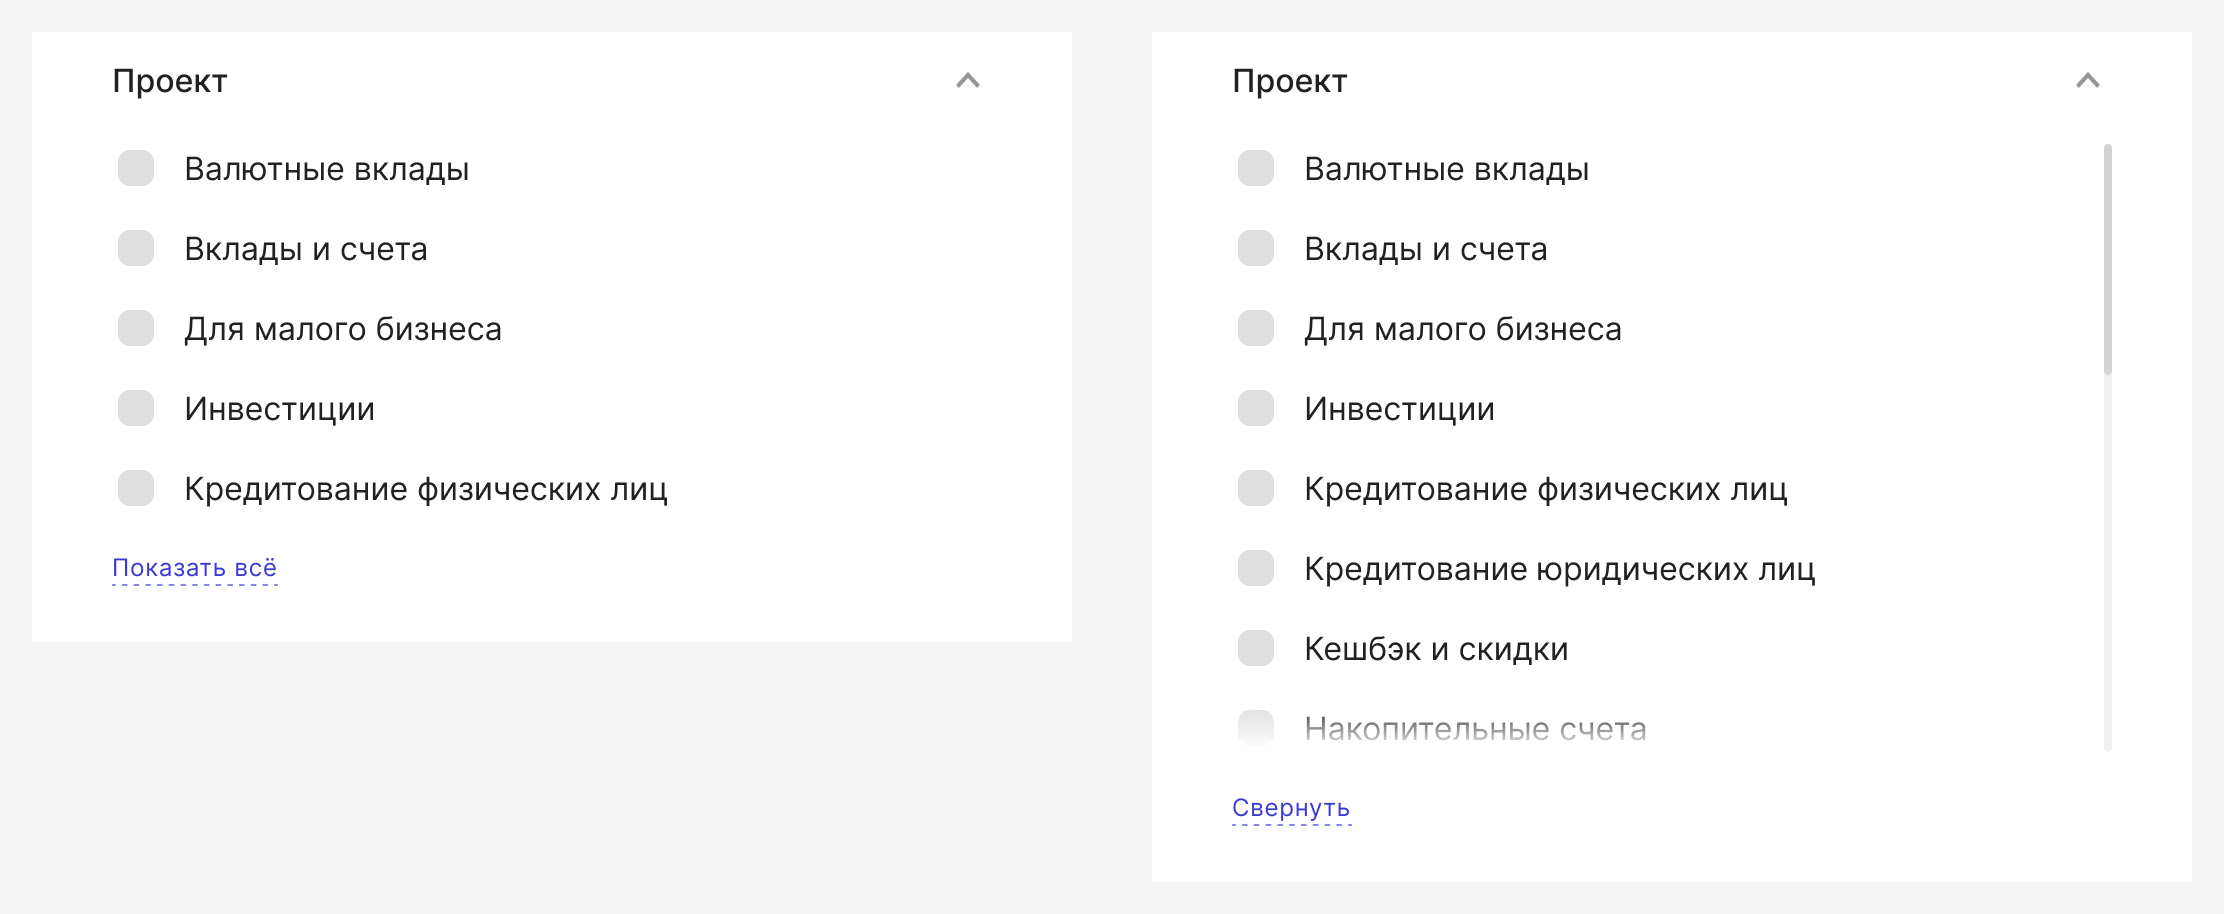 Проект
Валютные вклады
Вклады и счета
Для малого бизнеса
Инвестиции
Кредитование физических лиц
Показать всё
Проект
Валютные вклады
Вклады и счета
Для малого бизнеса
Инвестиции
Кредитование физических лиц
Кредитование юридических лиц
Кешбэк и скидки
Накопительные счета
Свернуть